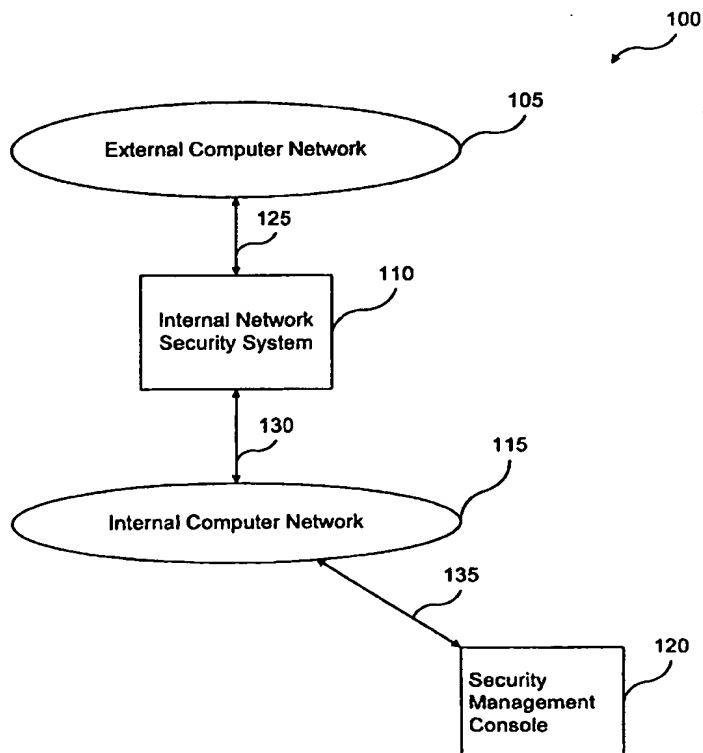 100
105
External Computer Network
125
110
Internal Network
Security System
130
115
Internal Computer Network
135
120
Security
Management
Console